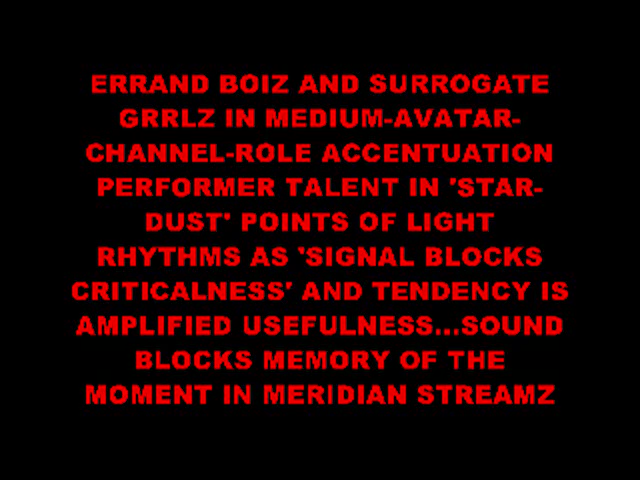 ERRAND BOIZ AND SURROGATE
GRRLZ IN MEDIUM-AVATAR-
CHANNEL-ROLE ACCENTUATION
PERFORMER TALENT IN 'STAR-
DUST' POINTS OF LIGHT
RHYTHMS AS 'SIGNAL BLOCKS
CRITICALNESS' AND TENDENCY IS
AMPLIFIED USEFULNESS...SOUND
BLOCKS MEMORY OF THE
MOMENT IN MERIDIAN STREAMZ